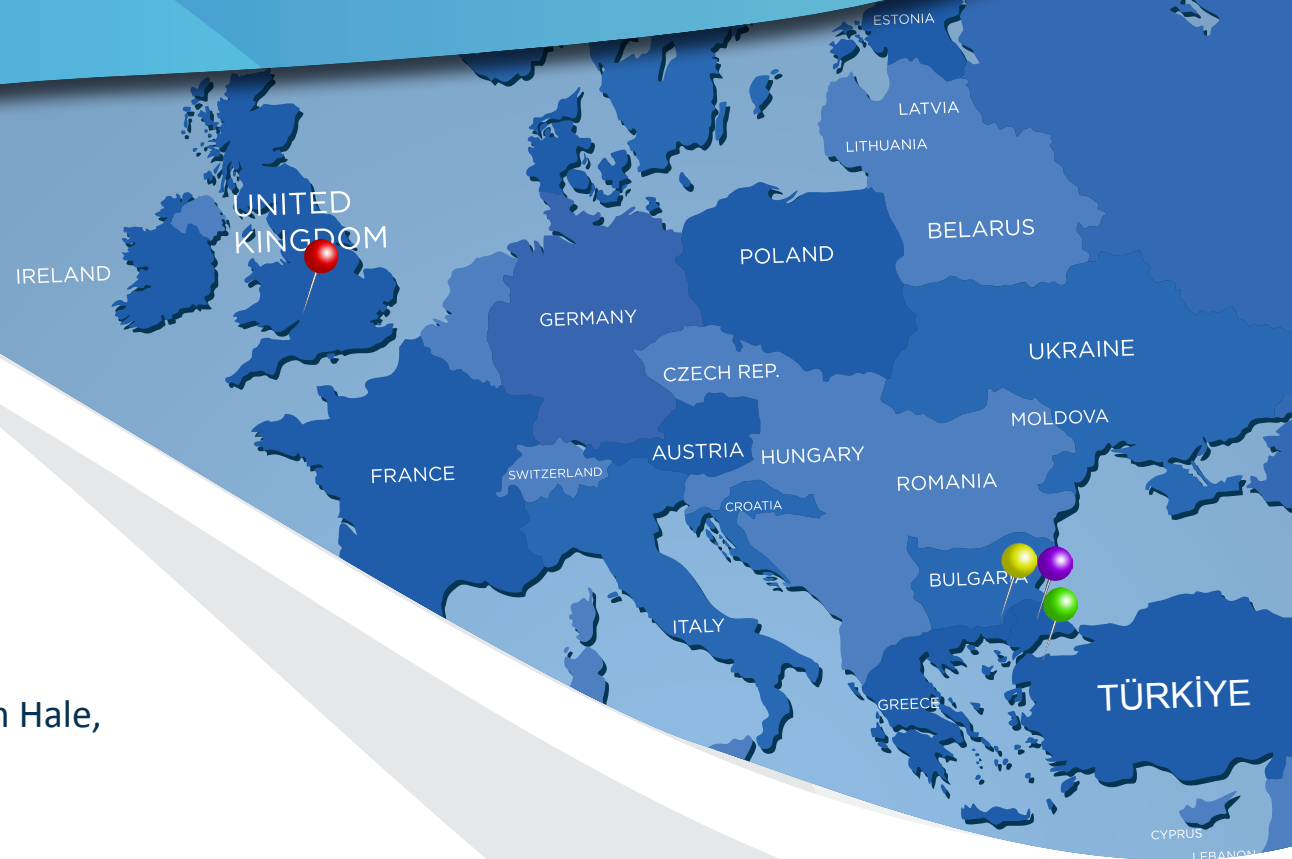 ESTONIA
LATVIA
LITHUANIA
UNITED
KINGDOM
BELARUS
POLAND
IRELAND
GERMANY
UKRAINE
CZECH REP.
MOLDOVA
AUSTRIA
HUNGARY
FRANCE
SWITZERLAND
ROMANIA
CROATIA
BULGARIA
ITALY
TÜRKİYE
GREECE
n Hale,
CYPRUS
LEBANON